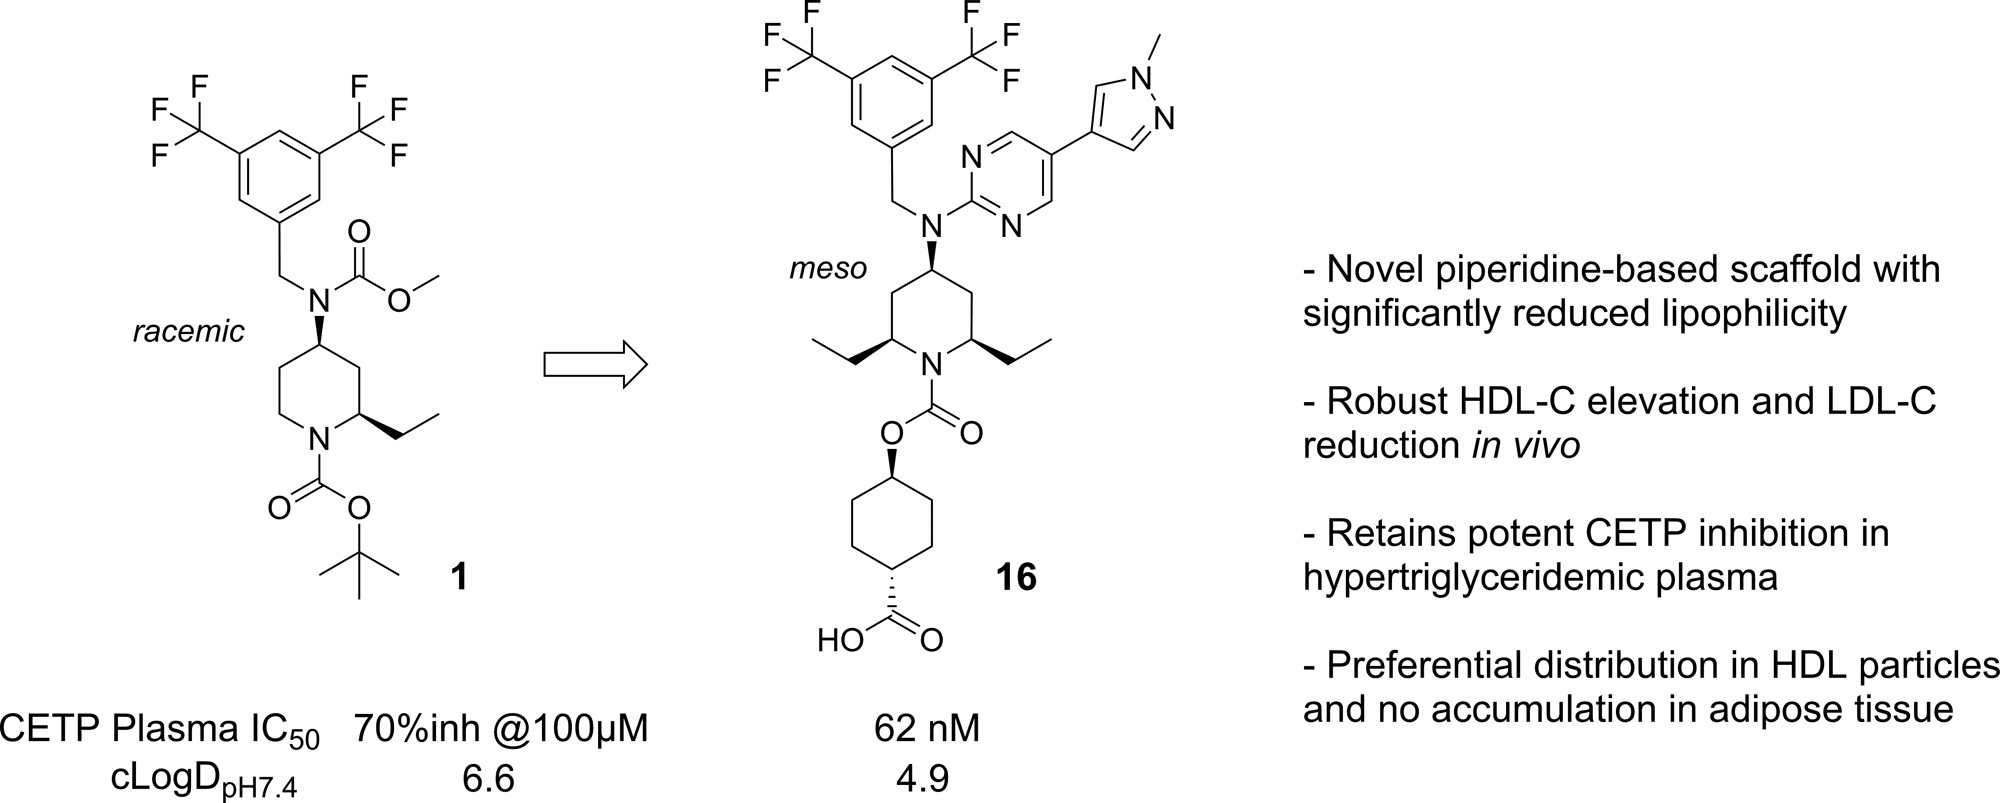 F
F
F
F
F
F
N
O
O
racemic
N
O
O
1
F
F
F
F
F
F
N
N
N
N
N
meso
N
O
O
HO
O
16
- Novel piperidine-based scaffold with
significantly reduced lipophilicity
- Robust HDL-C elevation and LDL-C
reduction in vivo
- Retains potent CETP inhibition in
hypertriglyceridemic plasma
- Preferential distribution in HDL particles
and no accumulation in adipose tissue
CETP Plasma IC50 70%inh @100µM 62 nM
cLogDpH7.4 6.6 4.9